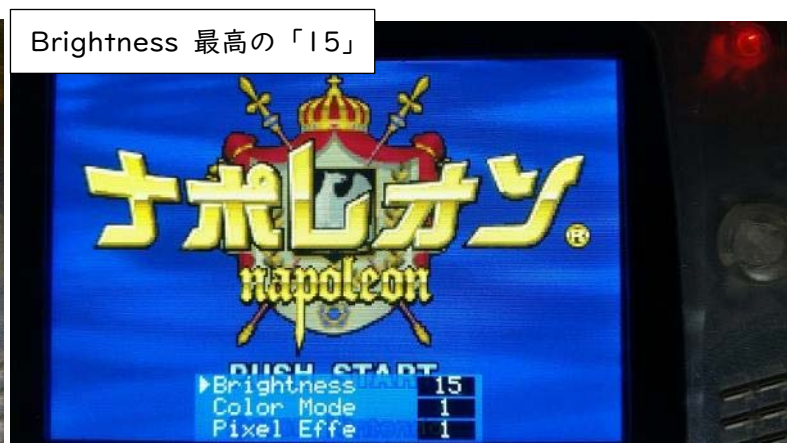 Brightness 最高の「15」
ナポレオン®
napoleon
PUSH START
▶Brightness 15
Color Mode 1
Pixel Effe 1